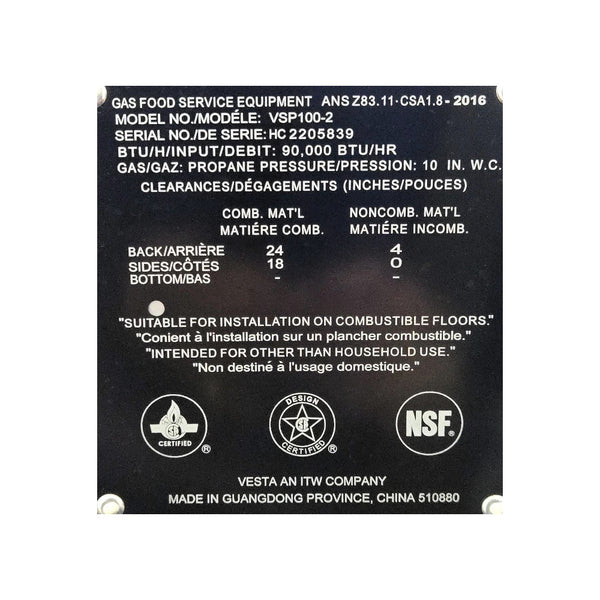 GAS FOOD SERVICE EQUIPMENT ANS Z83.11·CSA1.8-2016
MODEL NO./MODÉLE: VSP100-2
SERIAL NO./DE SERIE: HC 2205839
BTU/H/INPUT/DEBIT: 90,000 BTU/HR
GAS/GAZ: PROPANE PRESSURE/PRESSION: 10 IN. W.C.
CLEARANCES/DÉGAGEMENTS (INCHES/POUCES)
COMB. MAT'L NONCOMB. MAT'L
MATIÉRE COMB. MATIÉRE INCOMB.
BACK/ARRIÈRE 24 4
SIDES/CÔTÉS 18 0
BOTTOM/BAS - -
"SUITABLE FOR INSTALLATION ON COMBUSTIBLE FLOORS."
"Conient à l'installation sur un plancher combustible."
"INTENDED FOR OTHER THAN HOUSEHOLD USE."
"Non destiné à l'usage domestique."
CERTIFIED ®
DESIGN CERTIFIED ®
NSF ®
VESTA AN ITW COMPANY
MADE IN GUANGDONG PROVINCE, CHINA 510880